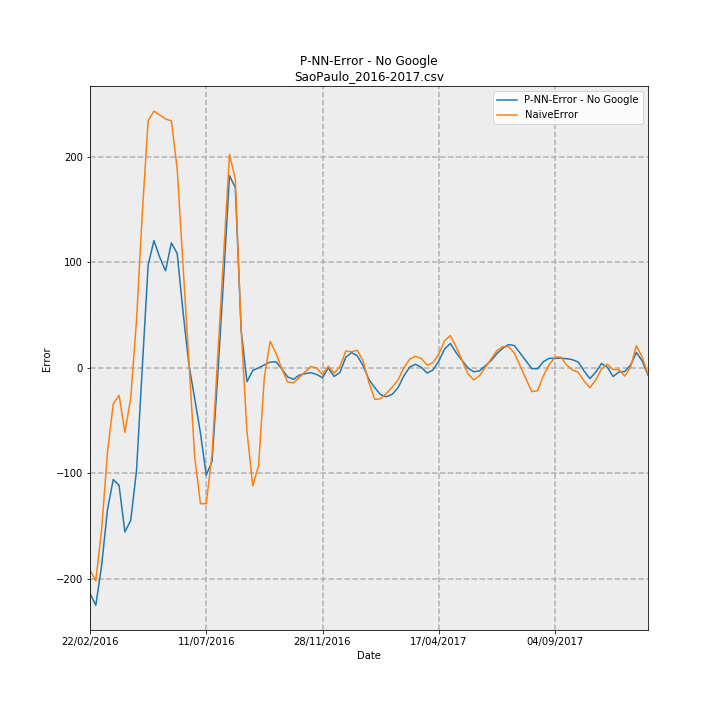 P-NN-Error - No Google
SaoPaulo_2016-2017.csv
P-NN-Error - No Google
NaiveError
Error
200
100
0
−100
−200
22/02/2016
11/07/2016
28/11/2016
17/04/2017
04/09/2017
Date